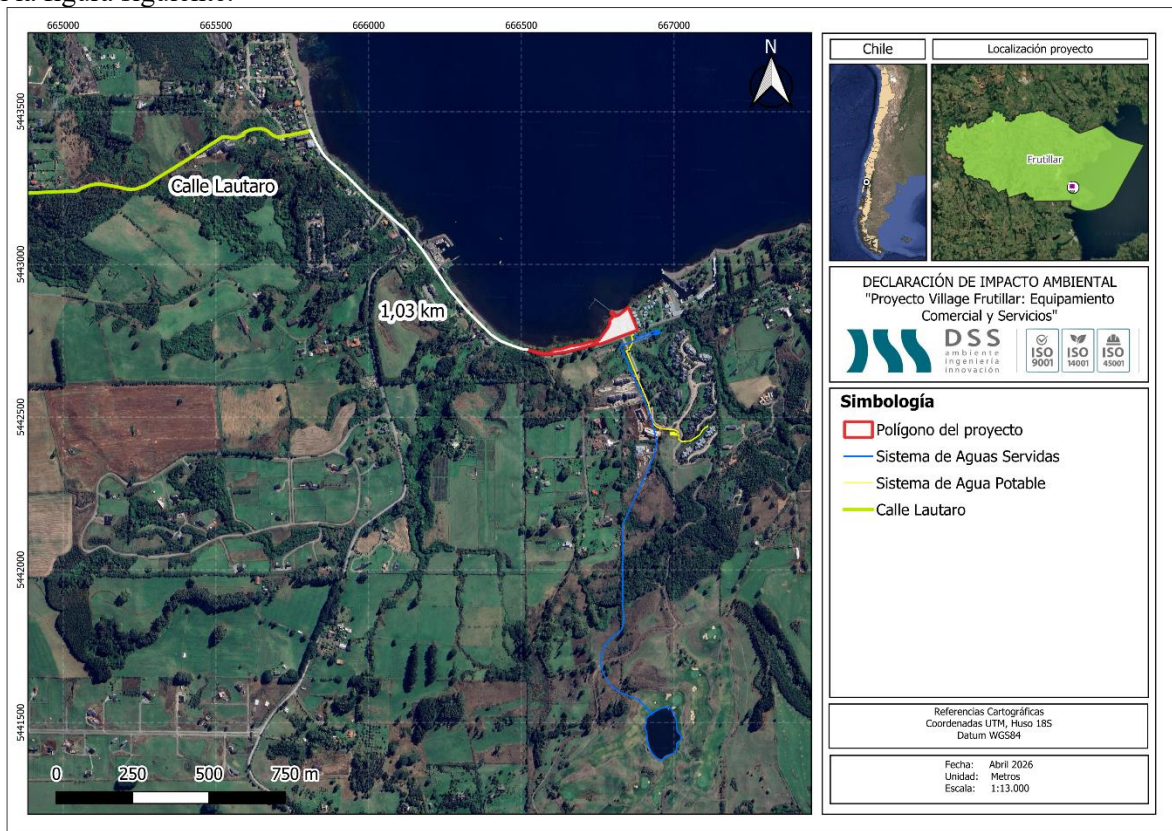 665000 665500 666000 666500 667000
5443500
5443000
5442500
5442000
5441500
N
Calle Lautaro
1,03 km
0 250 500 750 m
Chile
Localización proyecto
Frutillar
DECLARACIÓN DE IMPACTO AMBIENTAL
"Proyecto Village Frutillar: Equipamiento
Comercial y Servicios"
DSS
ambiente
ingeniería
innovación
ISO
9001
ISO
14001
ISO
45001
Simbología
Polígono del proyecto
Sistema de Aguas Servidas
Sistema de Agua Potable
Calle Lautaro
Referencias Cartográficas
Coordenadas UTM, Huso 18S
Datum WGS84
Fecha: Abril 2026
Unidad: Metros
Escala: 1:13.000